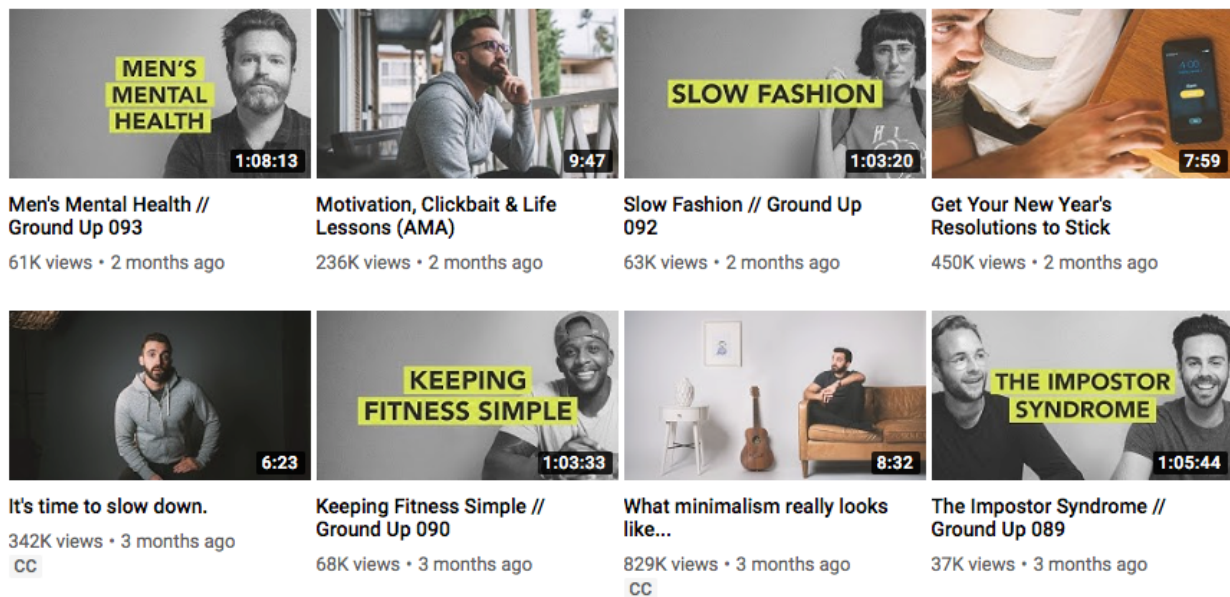 MEN'S
MENTAL
HEALTH
1:08:13
9:47
SLOW FASHION
1:03:20
7:59
Men's Mental Health //
Ground Up 093
61K views • 2 months ago
Motivation, Clickbait & Life
Lessons (AMA)
236K views • 2 months ago
Slow Fashion // Ground Up
092
63K views • 2 months ago
Get Your New Year's
Resolutions to Stick
450K views • 2 months ago
6:23
KEEPING
FITNESS SIMPLE
1:03:33
8:32
THE IMPOSTOR
SYNDROME
1:05:44
It's time to slow down.
342K views • 3 months ago
CC
Keeping Fitness Simple //
Ground Up 090
68K views • 3 months ago
What minimalism really looks
like...
829K views • 3 months ago
CC
The Impostor Syndrome //
Ground Up 089
37K views • 3 months ago